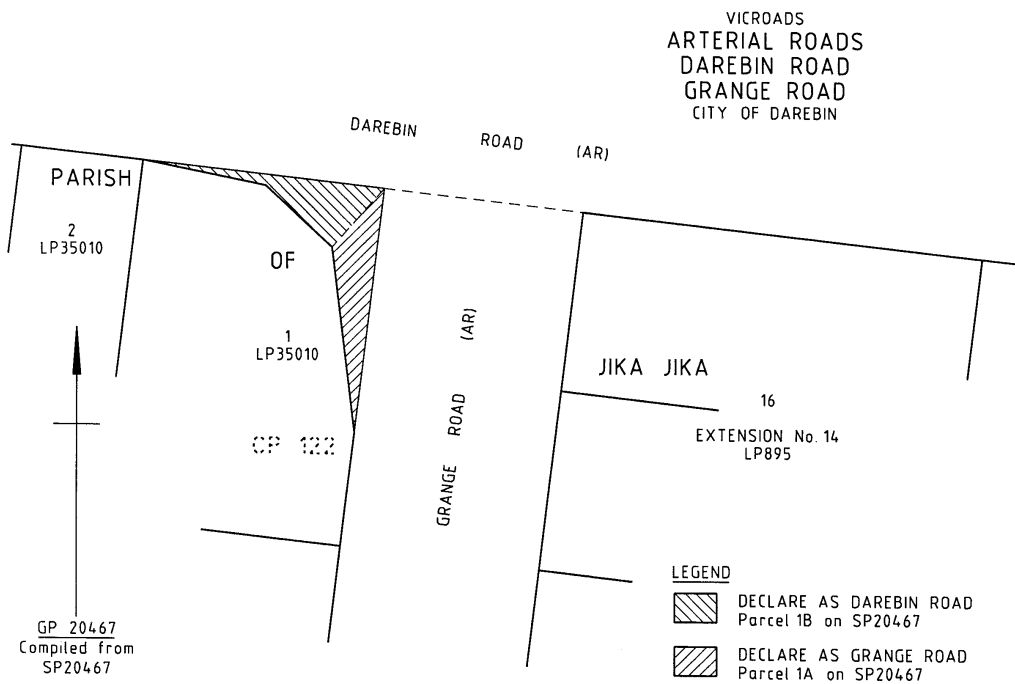 VICROADS
ARTERIAL ROADS
DAREBIN ROAD
GRANGE ROAD
CITY OF DAREBIN
DAREBIN ROAD (AR)
PARISH
2
LP35010
OF
1
LP35010
GRANGE ROAD (AR)
JIKA JIKA
16
EXTENSION No. 14
LP895
CP 122
LEGEND
DECLARE AS DAREBIN ROAD
Parcel 1B on SP20467
DECLARE AS GRANGE ROAD
Parcel 1A on SP20467
GP 20467
Compiled from
SP20467